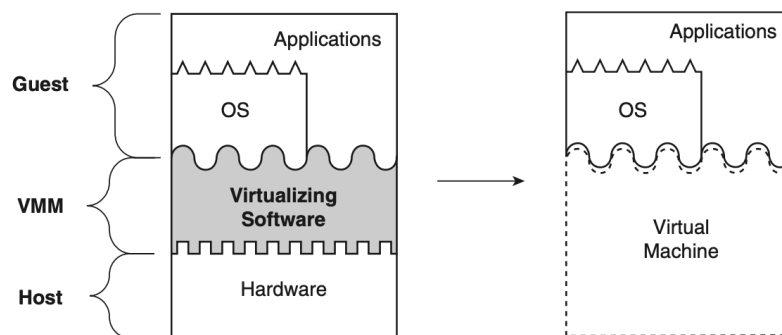 Guest
VMM
Host
Applications
OS
Virtualizing
Software
Hardware
Applications
OS
Virtual
Machine